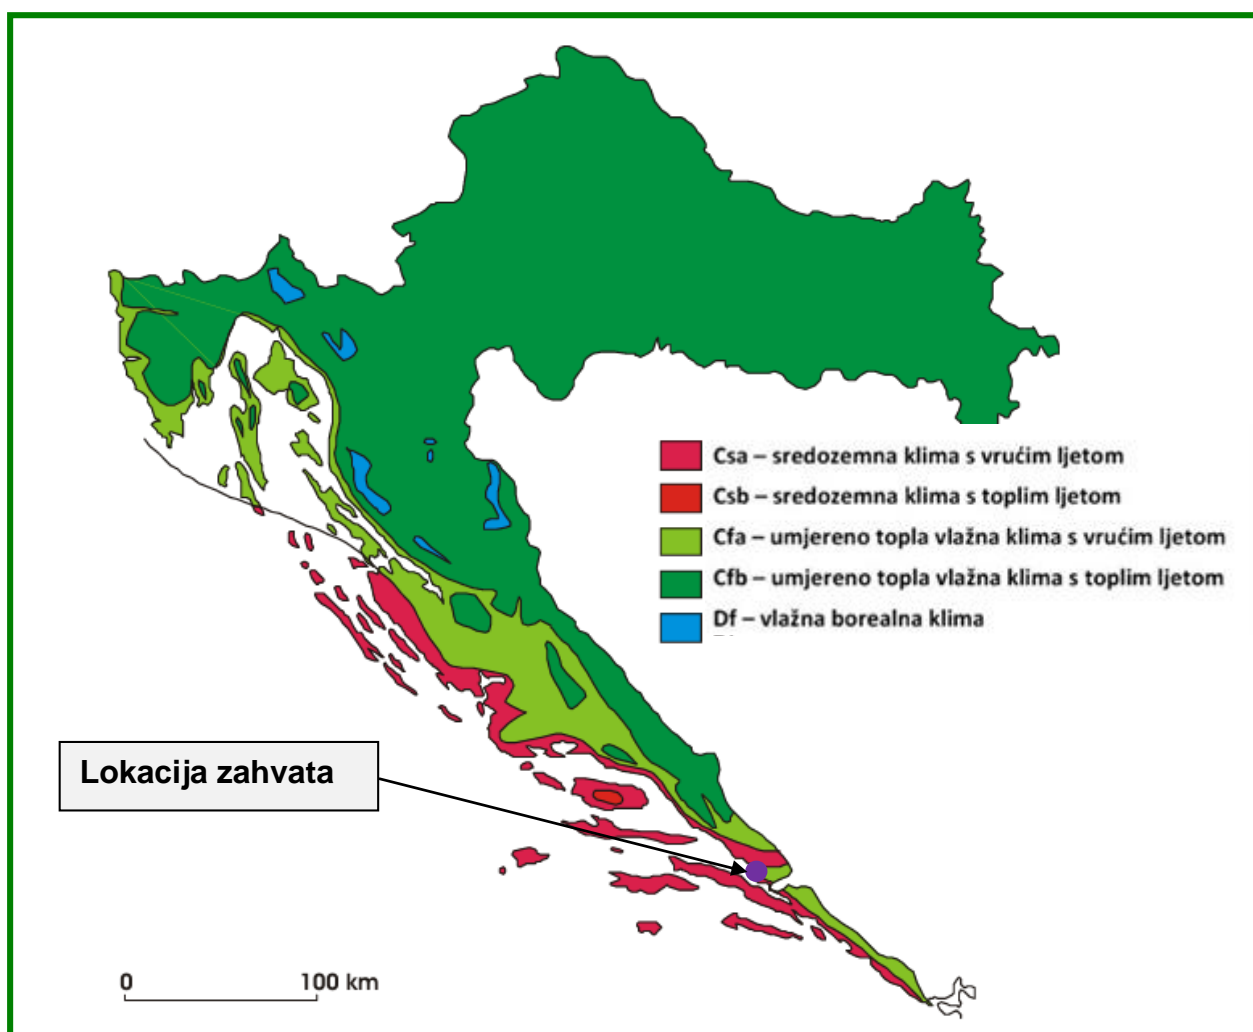 Csa – sredozemna klima s vrućim ljetom
Csb – sredozemna klima s toplim ljetom
Cfa – umjereno topla vlažna klima s vrućim ljetom
Cfb – umjereno topla vlažna klima s toplim ljetom
Df – vlažna borealna klima
Lokacija zahvata
0 100 km